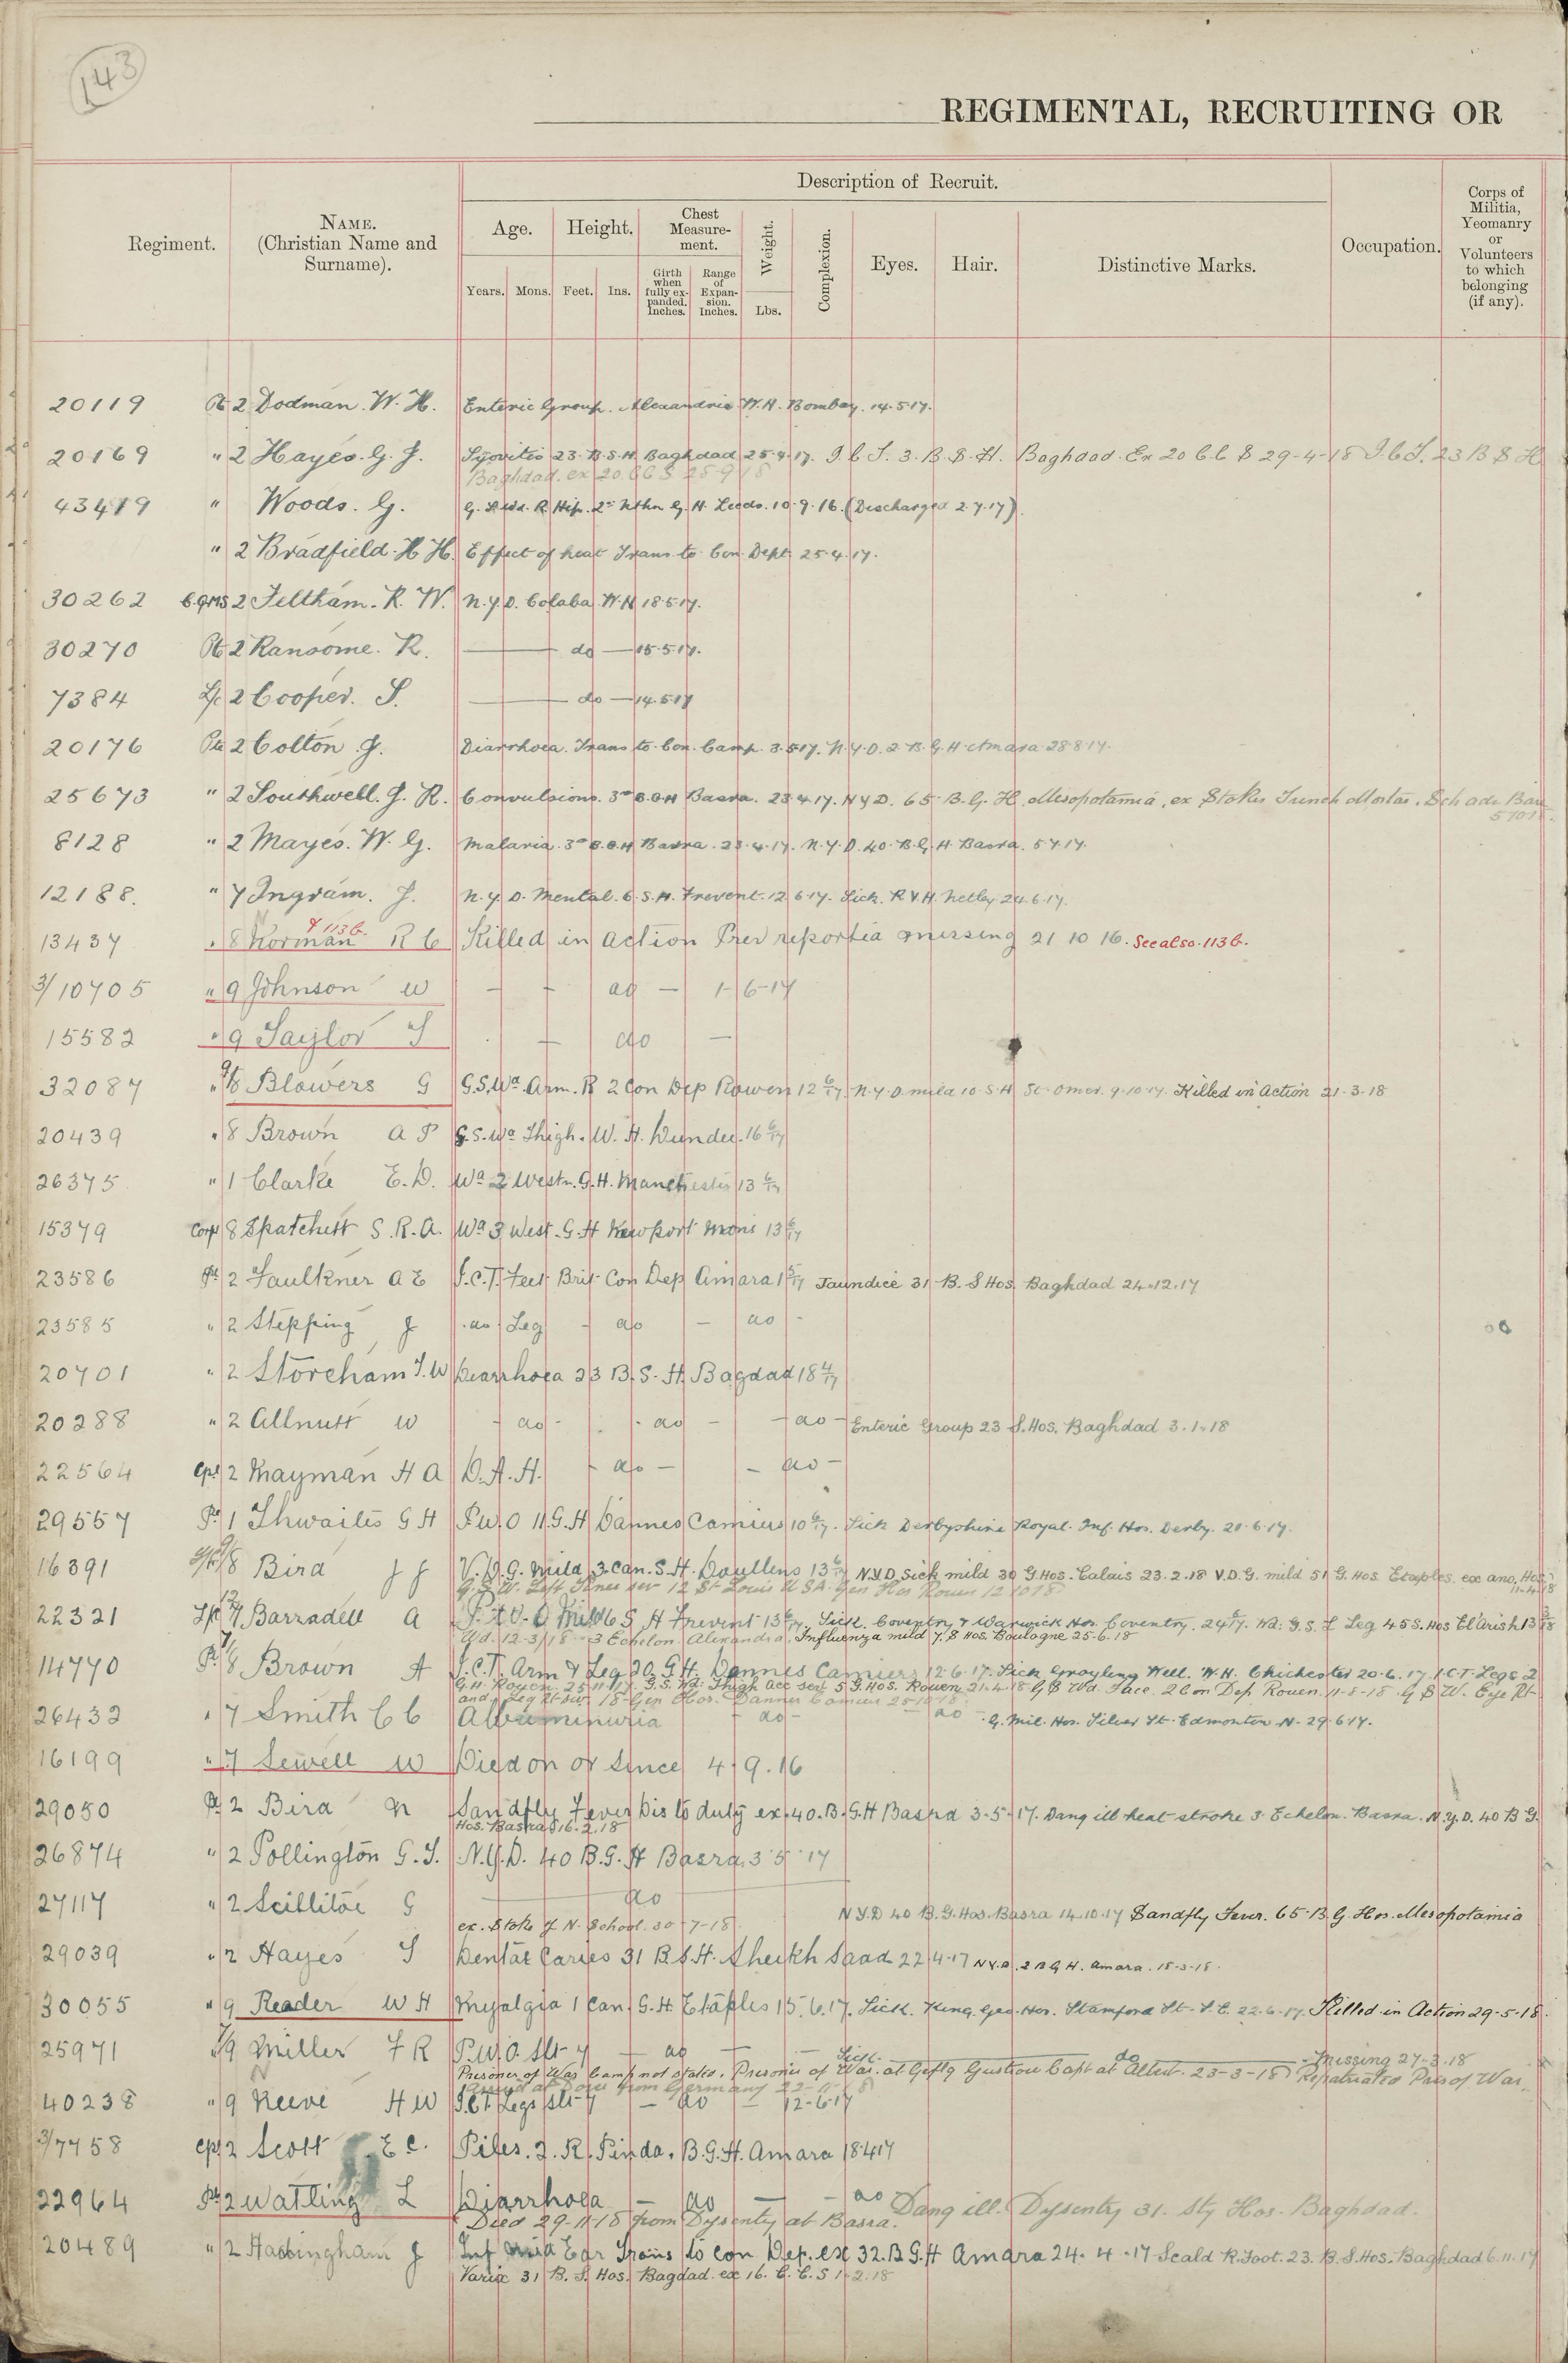 143
REGIMENTAL, RECRUITING OR
Regiment.
NAME.
(Christian Name and
Surname).
Description of Recruit.
Age.
Years.
Mons.
Height.
Feet.
Ins.
Chest
Measure-
ment.
Girth
when
fully ex-
panded.
Inches.
Range
of
Expan-
sion.
Inches.
Weight.
Lbs.
Complexion.
Eyes.
Hair.
Distinctive Marks.
Occupation.
Corps of
Militia,
Yeomanry
or
Volunteers
to which
belonging
(if any).
20119 Pte 2 Dodman. W. H. Enteric Group. Alexandria W.H. Bombay. 14.5.17.
20169 " 2 Hayes. G. J. 23. B.S.H. Baghdad 25.4.17. I.C.T. 3. B.S.H. Baghdad. Ex 20 C.C.S 29-4-18 I.C.T. 23 B S H
Baghdad. ex 20 CCS 28-9-18
43479 " Woods. G. G.S.Wd. R Hip. 2nd Nthn G.H. Leeds. 10.9.16. (Discharged 2.7.17).
" 2 Bradfield. H H. Effect of heat Trans to Con Dept 25.4.17.
30262 C.QMS 2 Feltham. R. W. N.Y.D. Colaba W.H 18.5.17.
30270 Pte 2 Ransome. R. — do — 15.5.17.
7384 L/c 2 Cooper. S. — do — 14.5.17
20176 Pte 2 Colton. J. Diarrhoea. Trans to Con. Camp. 3.5.17. N.Y.D. 2. B.G.H. Amara 28.8.17.
25673 " 2 Southwell. J. R. Convulsions. 3rd B.G.H Basra. 23.4.17. N Y D. 65 B.G.H. Mesopotamia, ex Stokes Trench Mortar. Sch
8128 " 2 Mayes. W. G. Malaria. 3rd B.G.H Basra. 23.4.17. N.Y.D. 40. B.G.H. Basra. 5.7.17.
12188. " 7 Ingram. J. N.Y.D. Mental. 6. S.H. Frevent. 12.6.17. Sick. R.V.H. Netley 24.6.17.
& 1136.
13437 " 8 Norman R C Killed in action Prev reported missing 21 10 16. See also. 1136.
3/10705 " 9 Johnson W — do — 1-6-17
15582 " 9 Taylor S — do —
32087 " 9/8 Blowers G G.S.Wd. Arm. R 2 Con Dep Rouen 12 6/17 N.Y.D mild 10 S.H St. Omer. 9.10.17. Killed in Action 21-3-18
20439 " 8 Brown A P G.S.Wd Thigh. W. H. Dundee. 16 6/17
26375 " 1 Clarke E. D. Wd 2 Westn. G.H. Manchester 13 6/17
15379 Corpl 8 Spatchett S. R. A. Wd 3 West. G.H Newport Mons 13 6/17
23586 Pte 2 Faulkner A E I.C.T. Feet Brit Con Dep Amara 1 5/17 Jaundice 31 B. S Hos. Baghdad 24.12.17
23585 " 2 Stepping J do Leg - do - do -
20701 " 2 Storeham T. W Diarrhoea 23 B. S. H. Bagdad 18 4/17
20288 " 2 Allnutt W - do - - do - - do - Enteric Group 23 S. Hos. Baghdad 3.1.18
22564 Cpl 2 Mayman H A D.A.H. - do - - do -
29557 Pte 1 Thwaites G H P.U.O 11 G.H Dannes Camiers 10 6/17. Sick Derbyshire Royal Inf. Hos. Derby. 20.6.17.
16391 9/8 Bird J J V.D.G. Mild 3 Can. S.H. Doullens 13 6/17 N.Y.D. Sick mild 30 G.Hos. Calais 23.2.18 V.D.G. mild 51 G. Hos. Etaples. exc Hos. 11.4.18
G.S.W. Left Knee sev 12 St Louis U SA Gen Hos Rouen 12 10 18
22321 L/c 7 Barradell A P.U.O. Mild 6 S H Frevent 13 6/17. Sick. Coventry & Warwick Hos. Coventry. 24 6/17. Wd: G.S. L Leg 45 S. Hos El Arish 13 3/18
Wd. 12-3-18 3 Echelon Alexandria, Influenza mild 7. S Hos. Boulogne 25-6-18
14770 Pte 7/8 Brown A I.C.T. Arm & Leg 20 G.H. Dannes Camiers 12.6.17. Sick Grayling Well. W.H. Chichester 20.6.17 I.C.T. Legs 2
G.H. Rouen 25.11.17. G.S. Wd. Thigh acc sev 5 G.Hos. Rouen 21.4.18 G S Wd. Face. 2 Con Dep Rouen. 11-8-18 G S W. Eye Rt
and Leg Rt sev 18 Gen Hos. Dannes Camiers 25-10-18
26432 " 7 Smith C C Albuminuria - do - do - G. Mil. Hos. Silver St. Edmonton. N. 29.6.17.
16199 " 7 Sewell W Died on or since 4.9.16
29050 Pte 2 Bird N Sandfly Fever Dis to duty ex. 40. B.G.H Basra 3-5-17. Dang ill heat stroke 3 Echelon. Basra. N.Y.D. 40 B G.
Hos. Basra 16.2.18
26874 " 2 Pollington G. T. N.Y.D. 40 B.G.H Basra 3 5 17
27117 " 2 Scillitoe G do N Y.D 40 B.G.Hos. Basra 14.10.17 Sandfly Fever. 65 B.G. Hos. Mesopotamia
ex. Stoke of N. School. 30-7-18.
29039 " 2 Hayes S Dental Caries 31 B.S.H. Sheikh Saad 22.4.17 N.Y.D. 2 B G H. Amara. 15-3-18.
30055 " 9 Reader W H Myalgia 1 Can. G.H. Etaples 15.6.17. Sick. King. Geo. Hos. Stamford St. S.E. 22.6.17. Killed in Action 29-5-18.
25971 7/9 Miller F R P.U.O. Slt-y - do - Sick. do Missing 27-3-18
Prisoner of War Camp not stated. Prisoner of War. at Capt at Albert. 23-3-18 Repatriated Pris of War.
Arrived at Dover from Germany 22-11-18
40238 " 9 Reeve H W I.C.T Legs Slt-y - do - 12-6-17
3/7758 Cpl 2 Scott E C. Piles. 2. R. Pinda. B.G.H. Amara 18.4.17
22964 Pte 2 Watling L Diarrhoea - do - - do Dang ill. Dysentry 31. Sty Hos. Baghdad.
Died 29-11-18 from Dysentry at Basra.
20489 " 2 J Inf Mid Ear Trans to Con Dep. ex 32. B G.H Amara 24-4-17 Scald R. Foot. 23. B.S. Hos. Baghdad 6.11.17
Varix 31 B. S. Hos. Bagdad ex 16. C.C.S 1.2.18